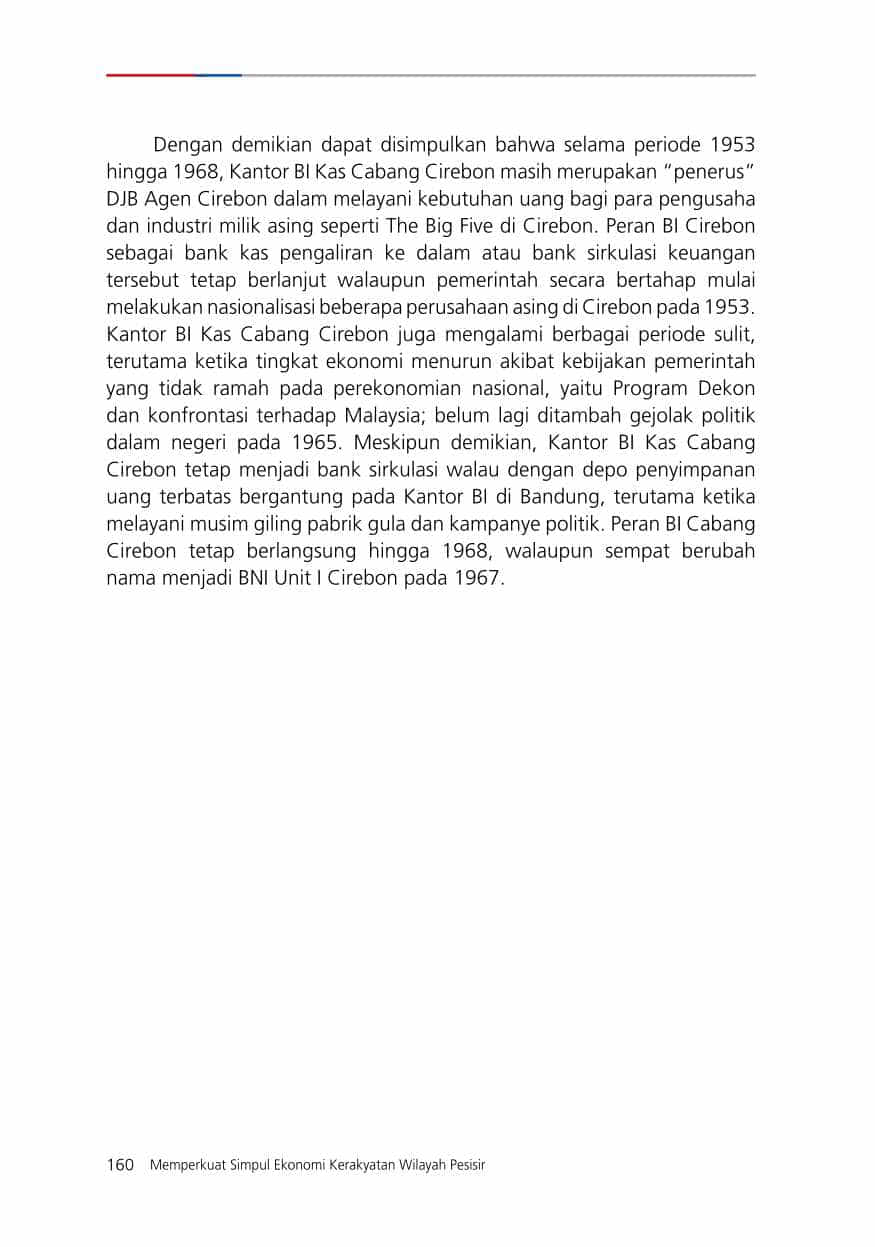 Dengan demikian dapat disimpulkan bahwa selama periode 1953
hingga 1968, Kantor BI Kas Cabang Cirebon masih merupakan “penerus”
DJB Agen Cirebon dalam melayani kebutuhan uang bagi para pengusaha
dan industri milik asing seperti The Big Five di Cirebon. Peran BI Cirebon
sebagai bank kas pengaliran ke dalam atau bank sirkulasi keuangan
tersebut tetap berlanjut walaupun pemerintah secara bertahap mulai
melakukan nasionalisasi beberapa perusahaan asing di Cirebon pada 1953.
Kantor BI Kas Cabang Cirebon juga mengalami berbagai periode sulit,
terutama ketika tingkat ekonomi menurun akibat kebijakan pemerintah
yang tidak ramah pada perekonomian nasional, yaitu Program Dekon
dan konfrontasi terhadap Malaysia; belum lagi ditambah gejolak politik
dalam negeri pada 1965. Meskipun demikian, Kantor BI Kas Cabang
Cirebon tetap menjadi bank sirkulasi walau dengan depo penyimpanan
uang terbatas bergantung pada Kantor BI di Bandung, terutama ketika
melayani musim giling pabrik gula dan kampanye politik. Peran BI Cabang
Cirebon tetap berlangsung hingga 1968, walaupun sempat berubah
nama menjadi BNI Unit I Cirebon pada 1967.
160 Memperkuat Simpul Ekonomi Kerakyatan Wilayah Pesisir